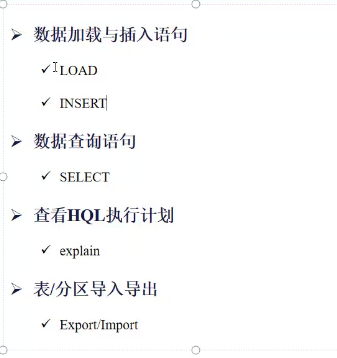 数据加载与插入语句
LOAD
INSERT
数据查询语句
SELECT
查看HQL执行计划
explain
表/分区导入导出
Export/Import